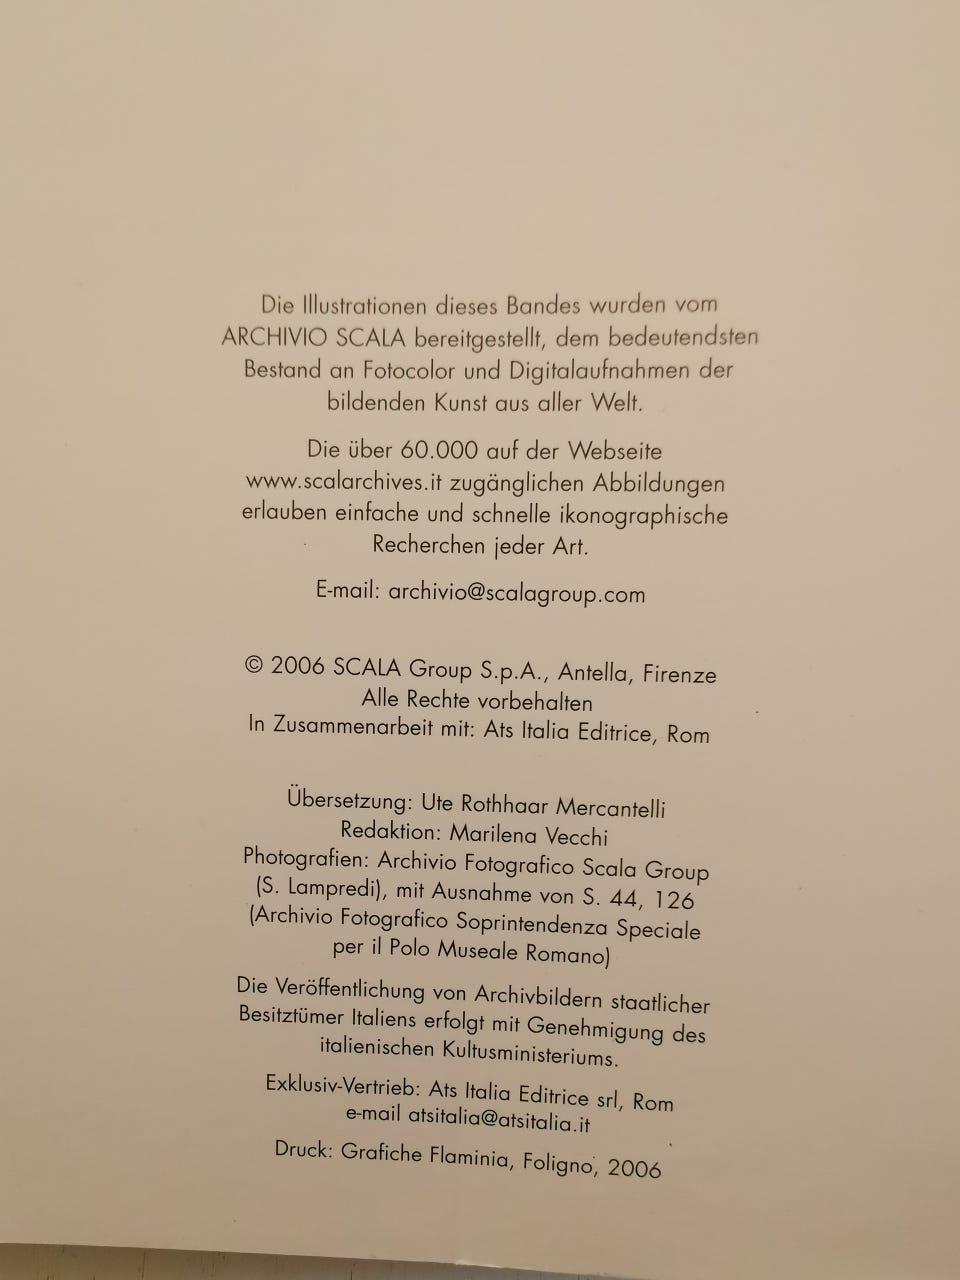 Die Illustrationen dieses Bandes wurden vom
ARCHIVIO SCALA bereitgestellt, dem bedeutendsten
Bestand an Fotocolor und Digitalaufnahmen der
bildenden Kunst aus aller Welt.
Die über 60.000 auf der Webseite
www.scalarchives.it zugänglichen Abbildungen
erlauben einfache und schnelle ikonographische
Recherchen jeder Art.
E-mail: archivio@scalagroup.com
© 2006 SCALA Group S.p.A., Antella, Firenze
Alle Rechte vorbehalten
In Zusammenarbeit mit: Ats Italia Editrice, Rom
Übersetzung: Ute Rothhaar Mercantelli
Redaktion: Marilena Vecchi
Photografien: Archivio Fotografico Scala Group
(S. Lampredi), mit Ausnahme von S. 44, 126
(Archivio Fotografico Soprintendenza Speciale
per il Polo Museale Romano)
Die Veröffentlichung von Archivbildern staatlicher
Besitztümer Italiens erfolgt mit Genehmigung des
italienischen Kultusministeriums.
Exklusiv-Vertrieb: Ats Italia Editrice srl, Rom
e-mail atsitalia@atsitalia.it
Druck: Grafiche Flaminia, Foligno, 2006